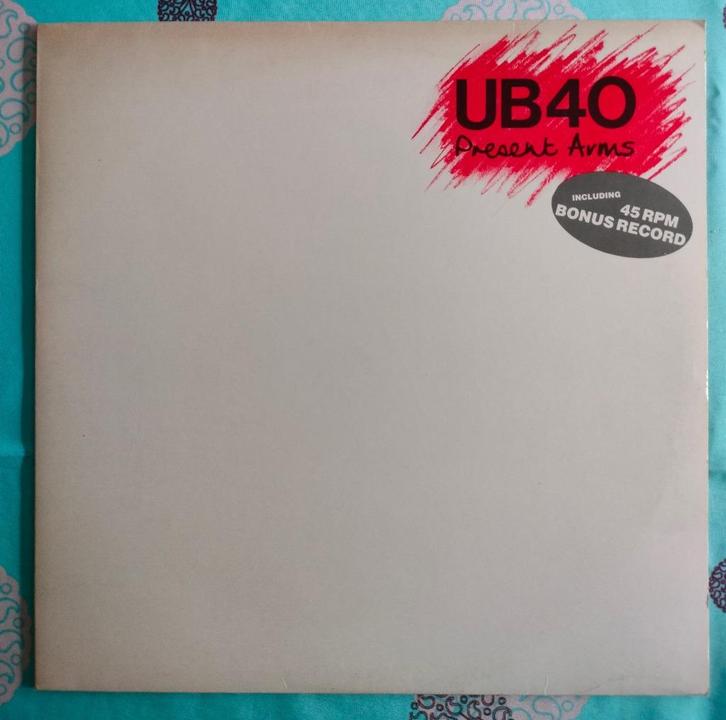 UB40
Present Arms
INCLUDING
45 RPM
BONUS RECORD